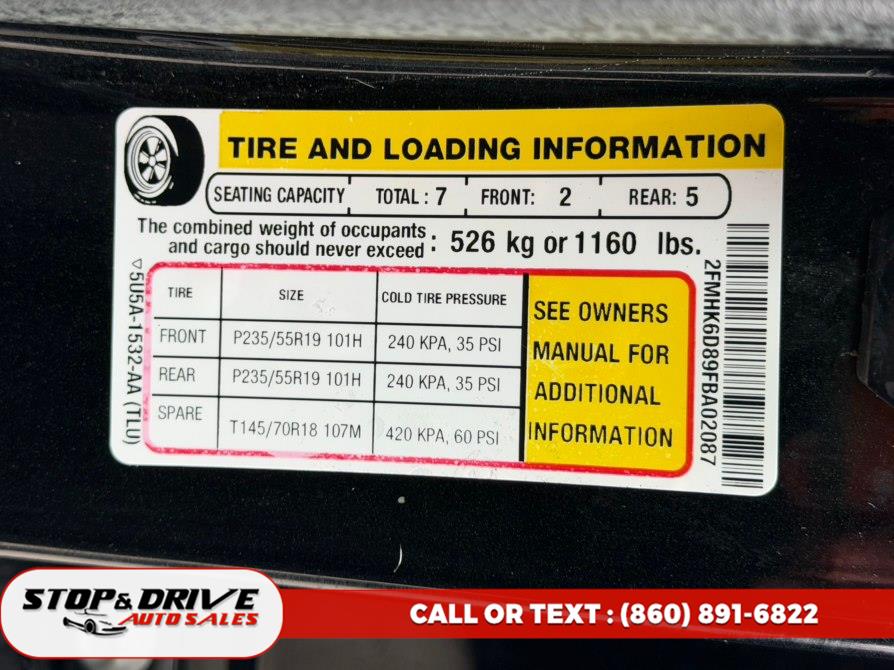 TIRE AND LOADING INFORMATION
SEATING CAPACITY TOTAL : 7 FRONT: 2 REAR: 5
The combined weight of occupants
and cargo should never exceed : 526 kg or 1160 lbs.
▽5U5A-1532-AA (TLU)
TIRE SIZE COLD TIRE PRESSURE
FRONT P235/55R19 101H 240 KPA, 35 PSI
REAR P235/55R19 101H 240 KPA, 35 PSI
SPARE T145/70R18 107M 420 KPA, 60 PSI
SEE OWNERS
MANUAL FOR
ADDITIONAL
INFORMATION
2FMHK6D89FBA02087
STOP & DRIVE
AUTO SALES
CALL OR TEXT : (860) 891-6822